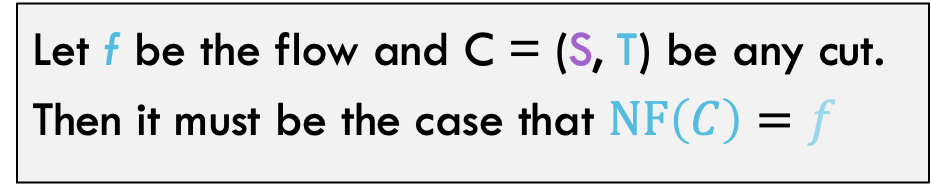 Let f be the flow and C = (S, T) be any cut.
Then it must be the case that NF(C) = f